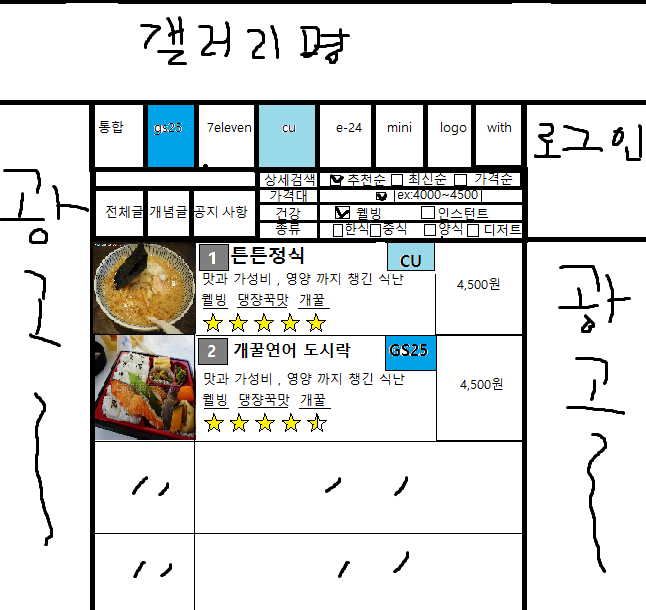 갤러리명
통합 gs25 7eleven cu e-24 mini logo with
로그인
상세검색 추천순 최신순 가격순
가격대 ex:4000~4500
전체글 개념글 공지 사항
건강 웰빙 인스턴트
종류 한식 중식 양식 디저트
광고
광고
1 튼튼정식 CU
맛과 가성비 , 영양 까지 챙긴 식단
4,500원
웰빙 댕쟝꾹맛 개꿀
2 개꿀연어 도시락 GS25
맛과 가성비 , 영양 까지 챙긴 식단
4,500원
웰빙 댕쟝꾹맛 개꿀